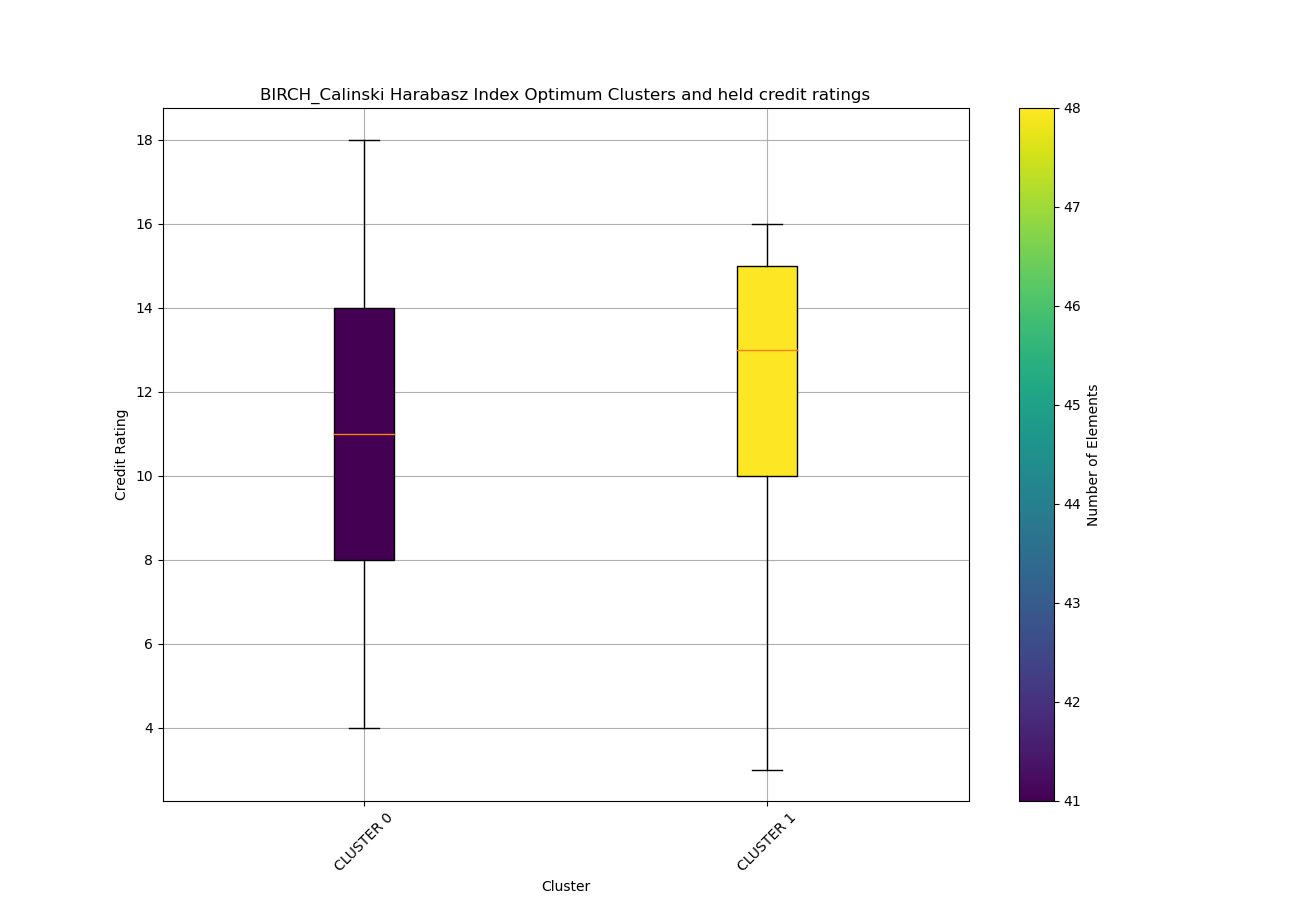 BIRCH_Calinski Harabasz Index Optimum Clusters and held credit ratings
18
16
14
12
10
8
6
4
Credit Rating
CLUSTER 0
CLUSTER 1
Cluster
48
47
46
45
44
43
42
41
Number of Elements